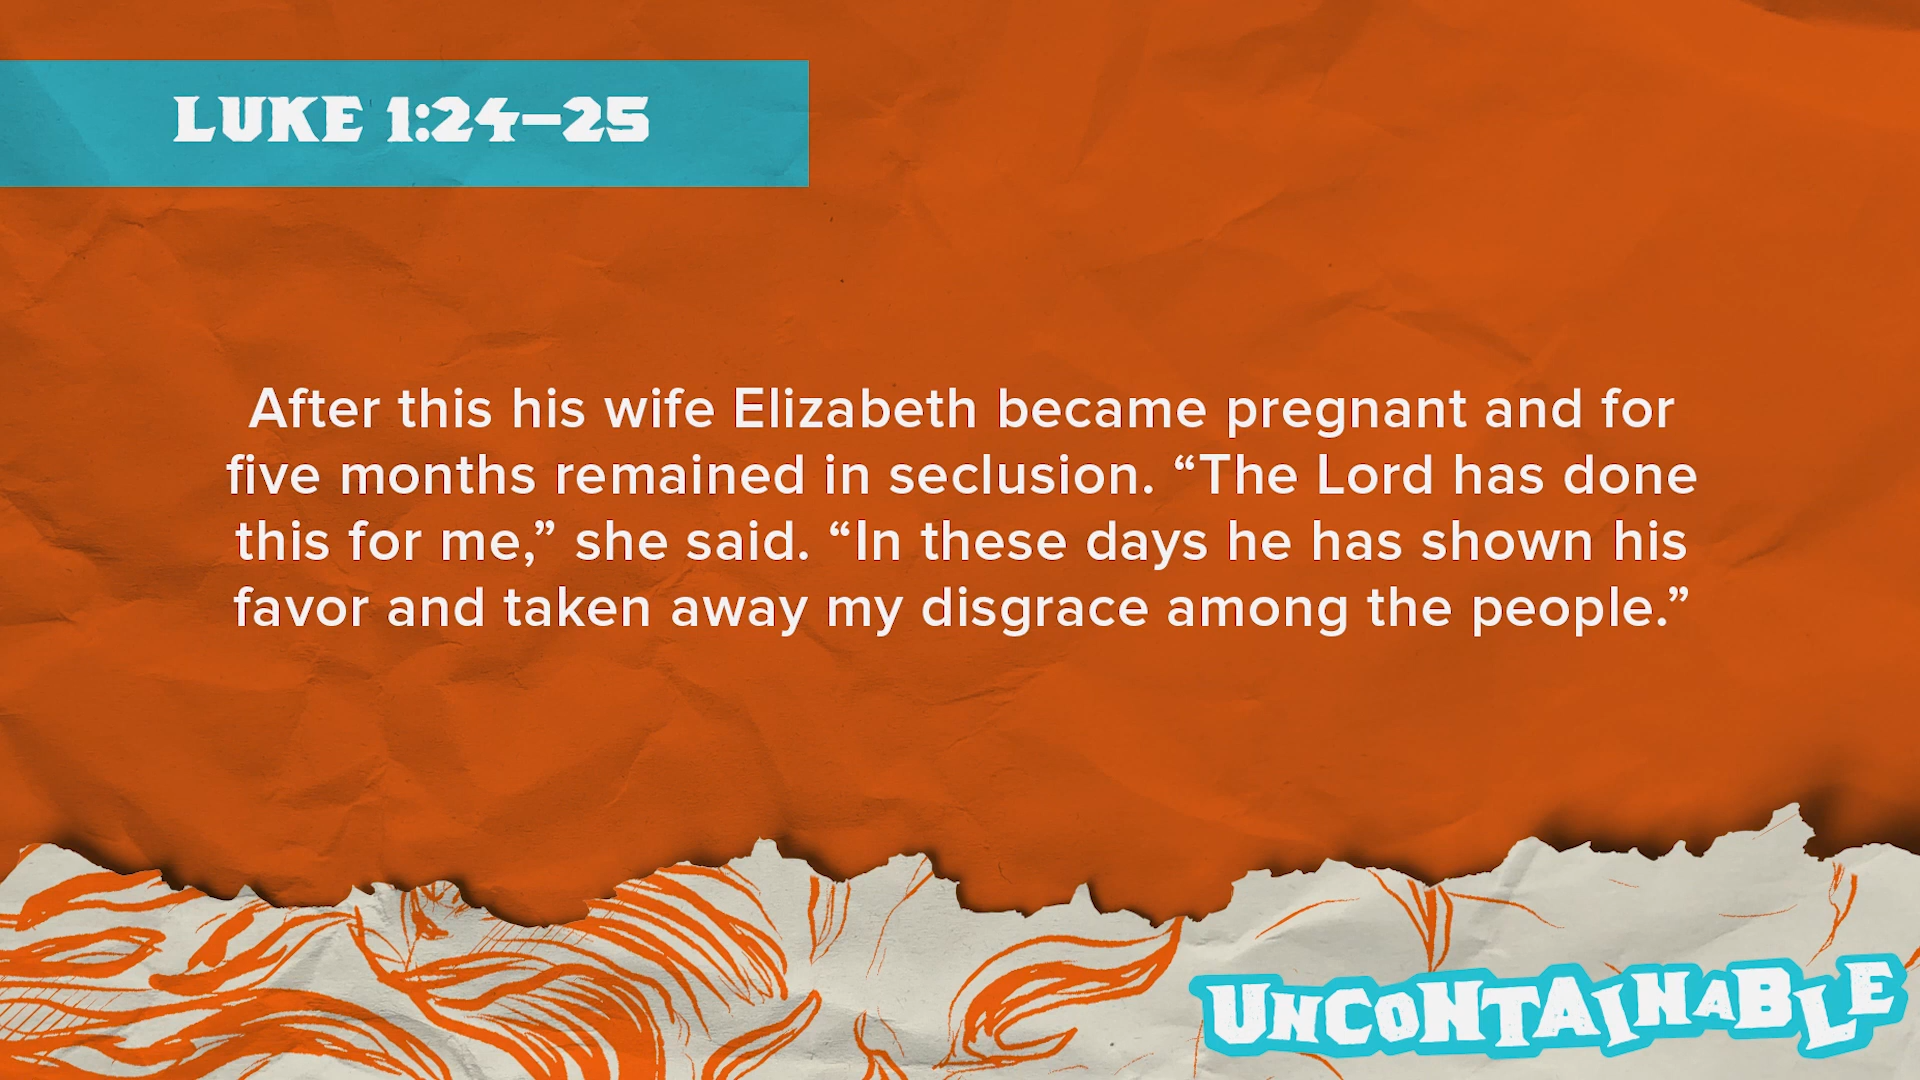 LUKE 1:24–25
After this his wife Elizabeth became pregnant and for
five months remained in seclusion. “The Lord has done
this for me,” she said. “In these days he has shown his
favor and taken away my disgrace among the people.”
UNCONTAINABLE